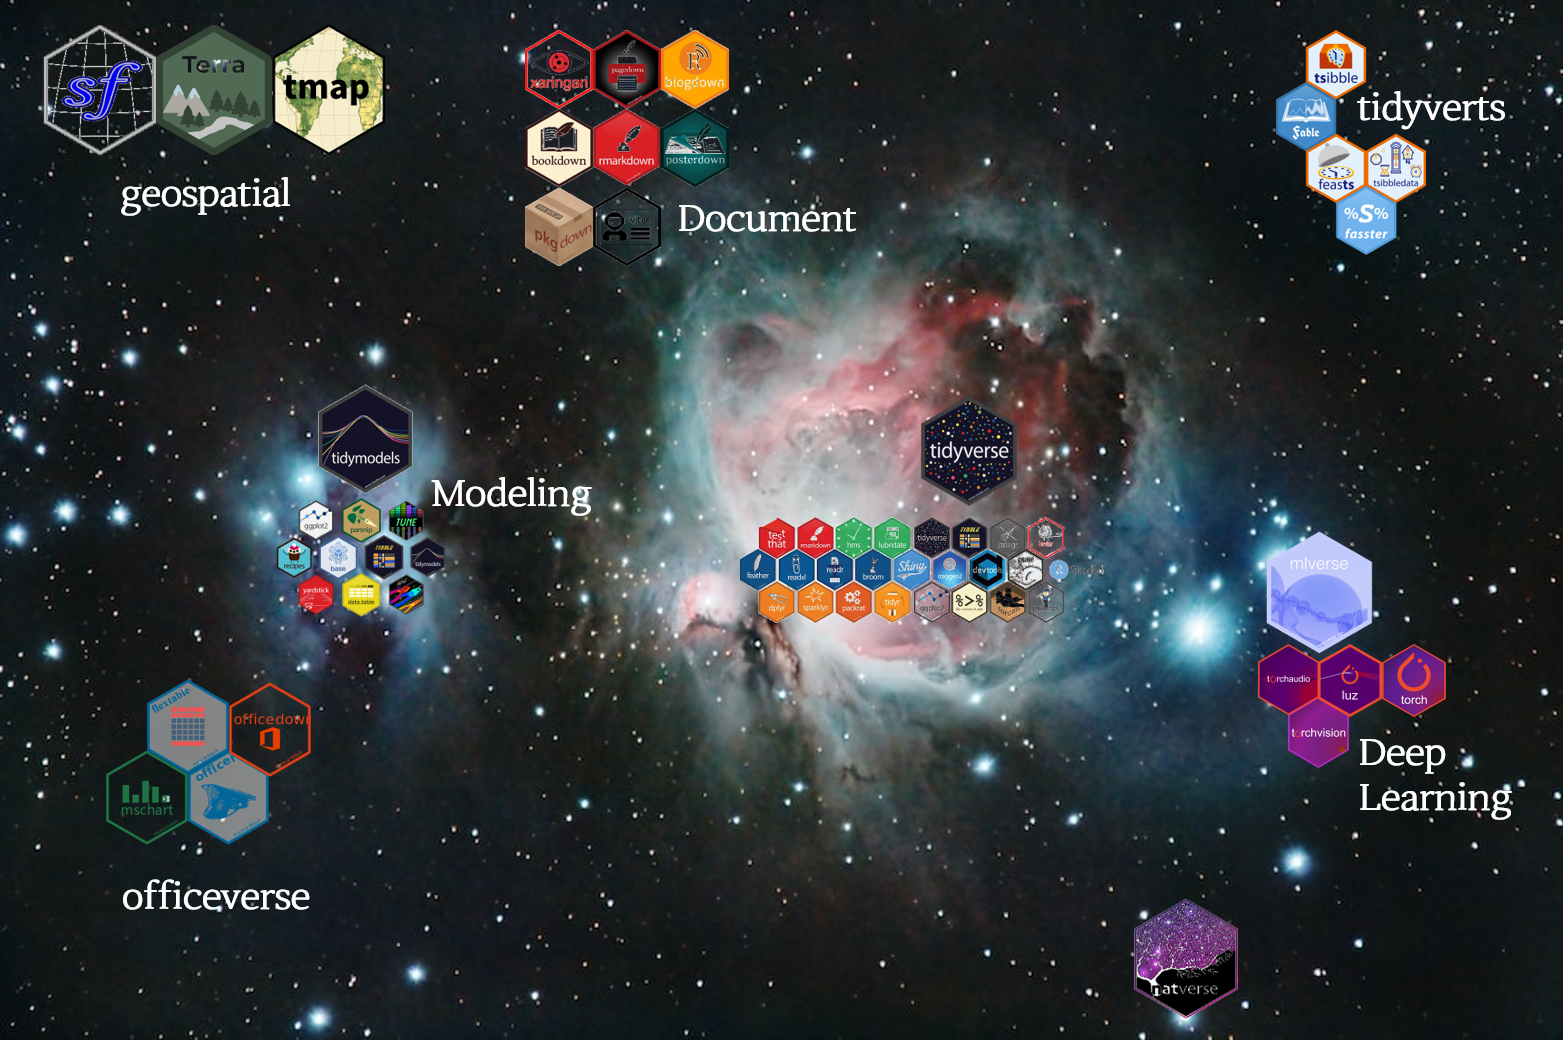 sf
Terra
tmap
geospatial
xaringan
pagedown
blogdown
bookdown
rmarkdown
posterdown
pkgdown
vitae
Document
tsibble
fable
tidyverts
feasts
tsibbledata
%S%
fasster
tidymodels
Modeling
ggplot2
parsnip
TUNE
recipes
base
TIBBLE
tidymodels
yardstick
data.table
tidyverse
test
that
rmarkdown
hms
lubridate
tidyverse
TIBBLE
stringr
feather
readxl
readr
broom
Shiny
roxygen2
devtools
purrr
dplyr
sparklyr
packrat
tidyr
ggplot2
%>%
forcats
mlverse
torchaudio
luz
torch
torchvision
Deep
Learning
flextable
officedown
mschart
officer
officeverse
natverse